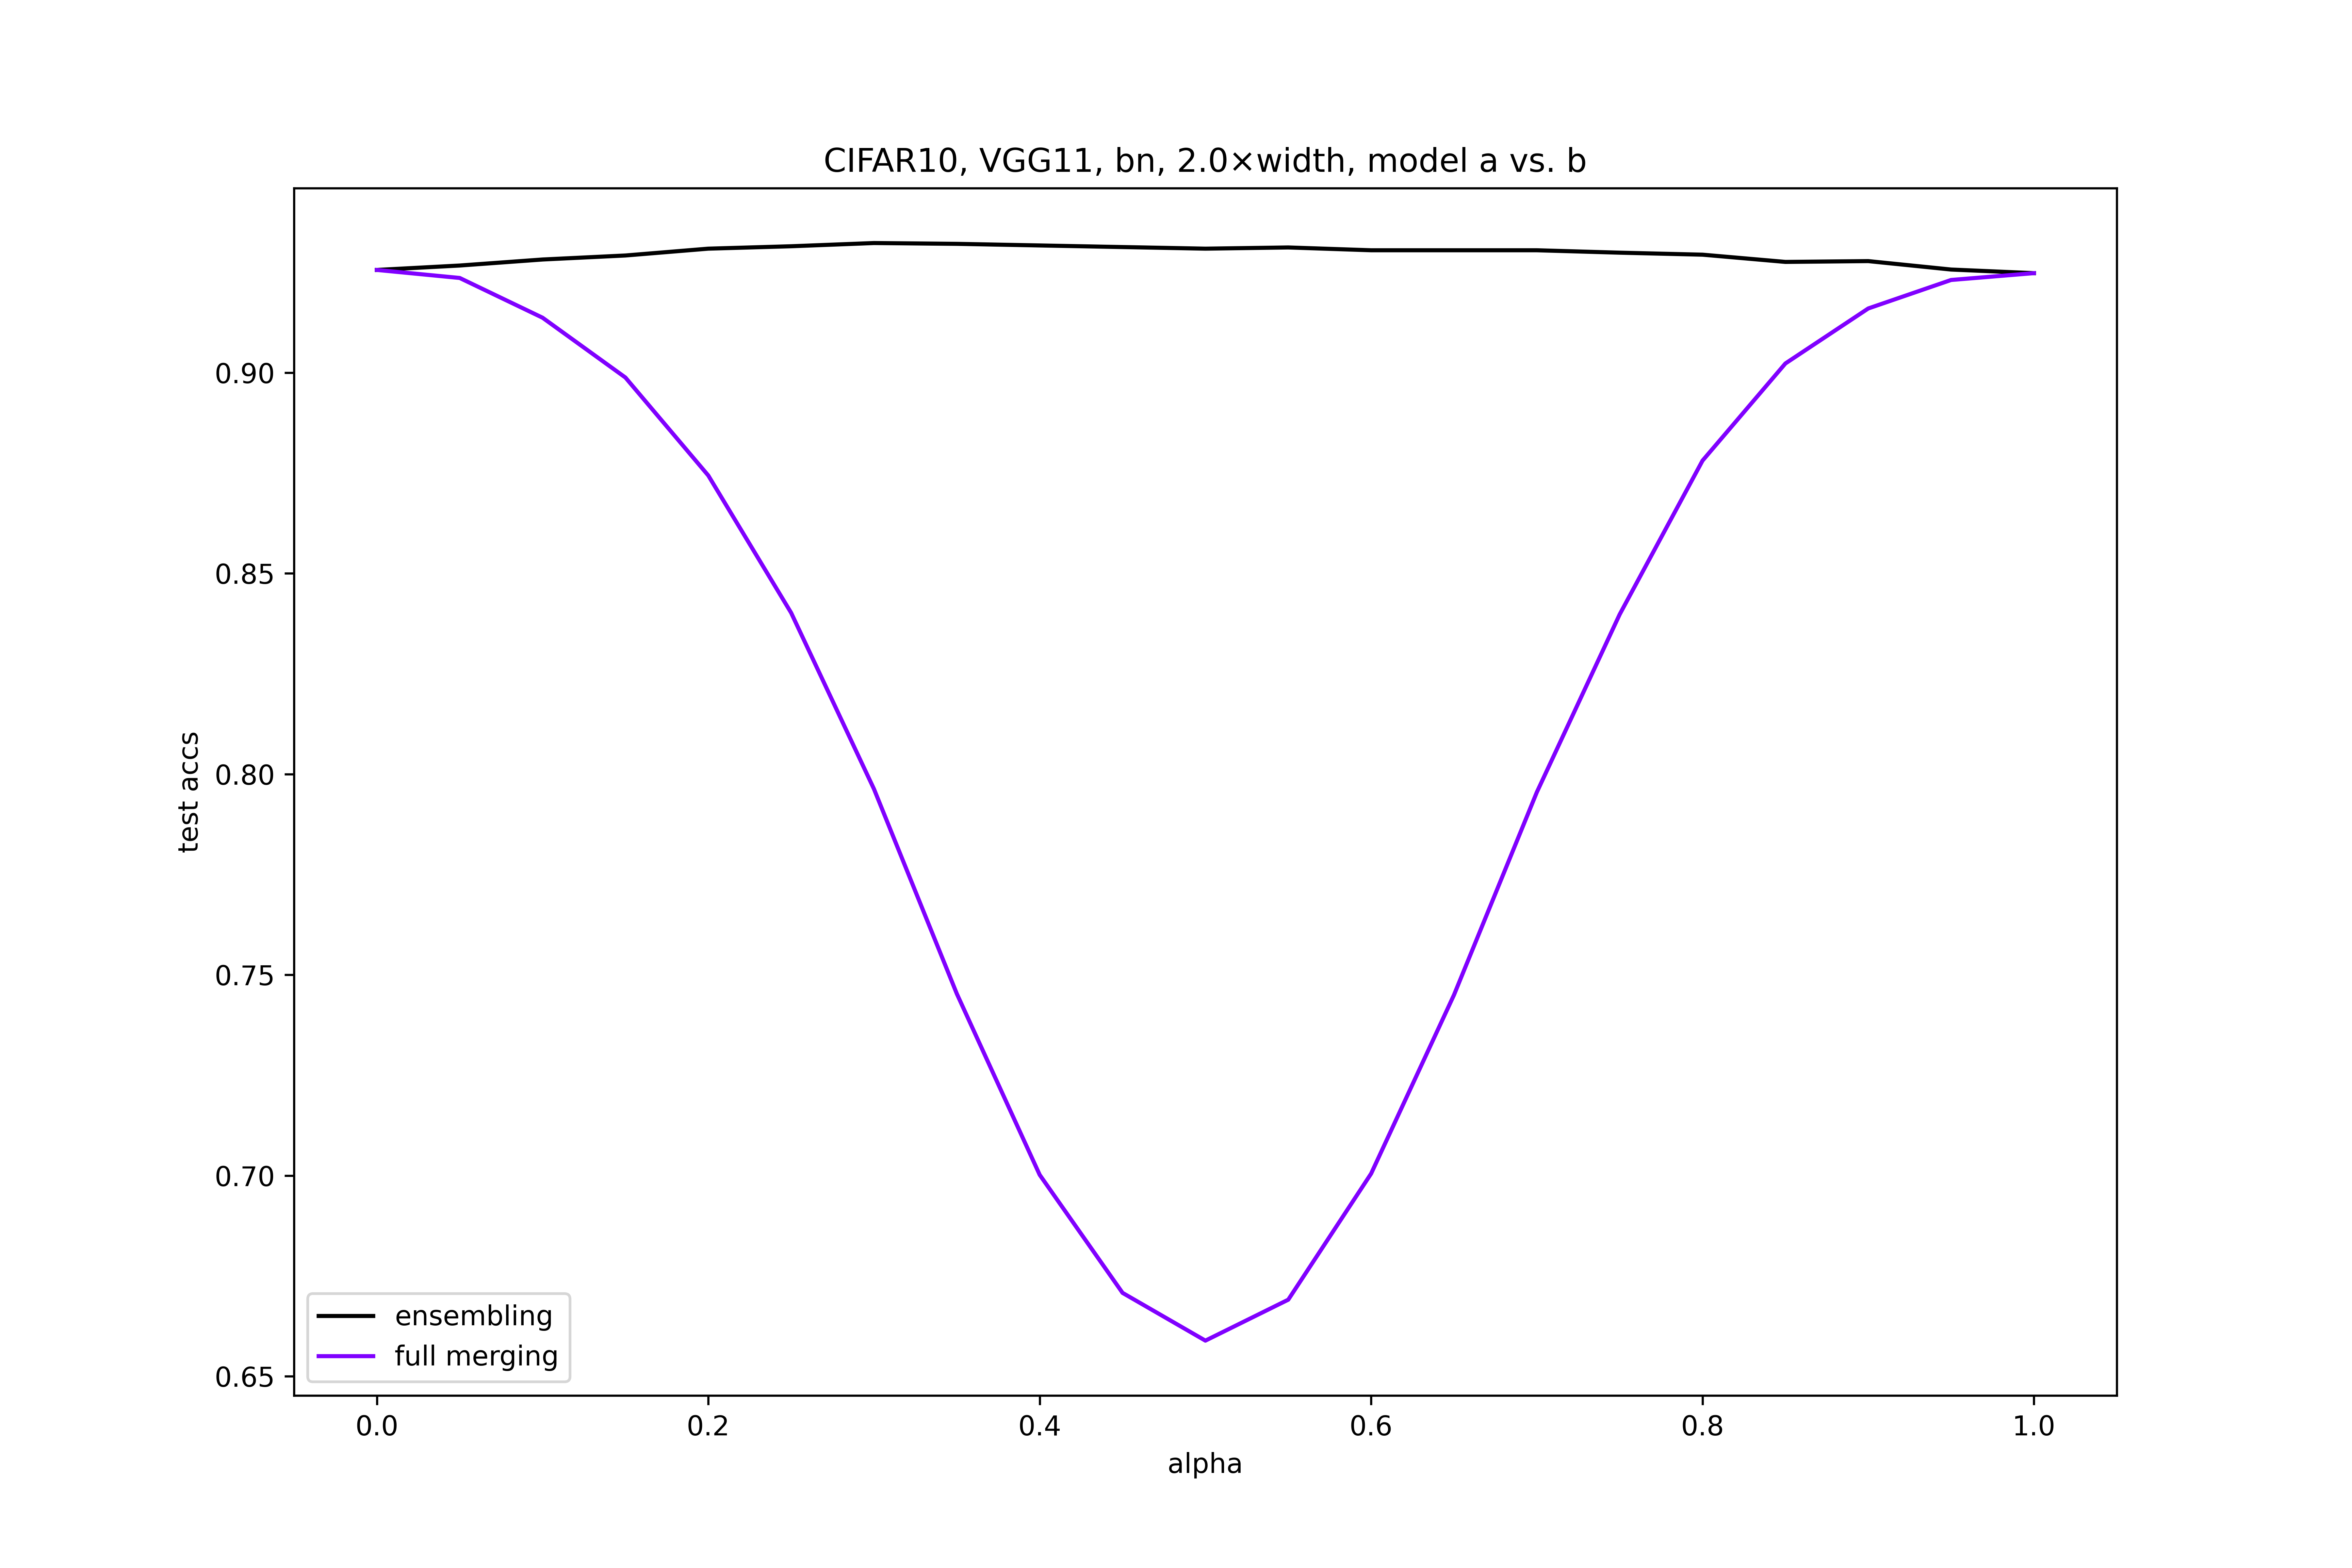 CIFAR10, VGG11, bn, 2.0×width, model a vs. b
test accs
0.90
0.85
0.80
0.75
0.70
0.65
ensembling
full merging
0.0 0.2 0.4 0.6 0.8 1.0
alpha